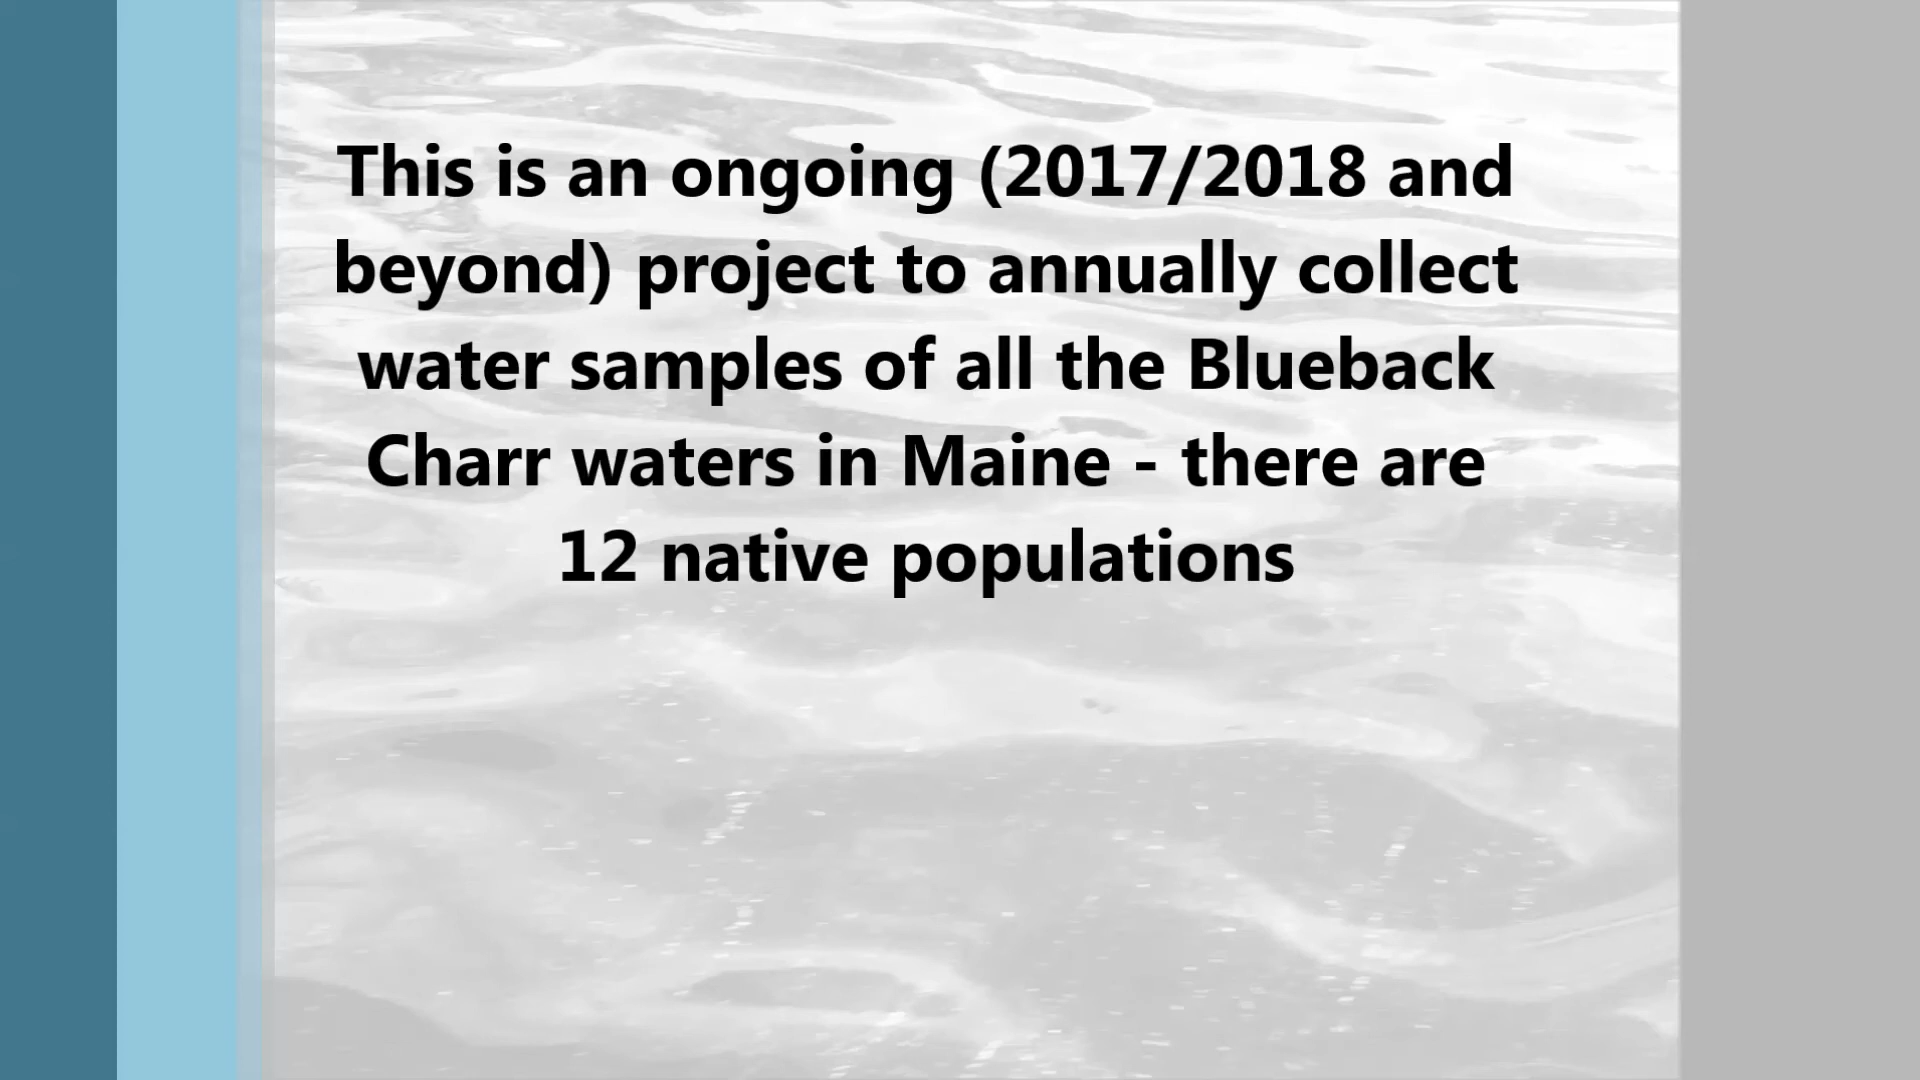 This is an ongoing (2017/2018 and
beyond) project to annually collect
water samples of all the Blueback
Charr waters in Maine - there are
12 native populations